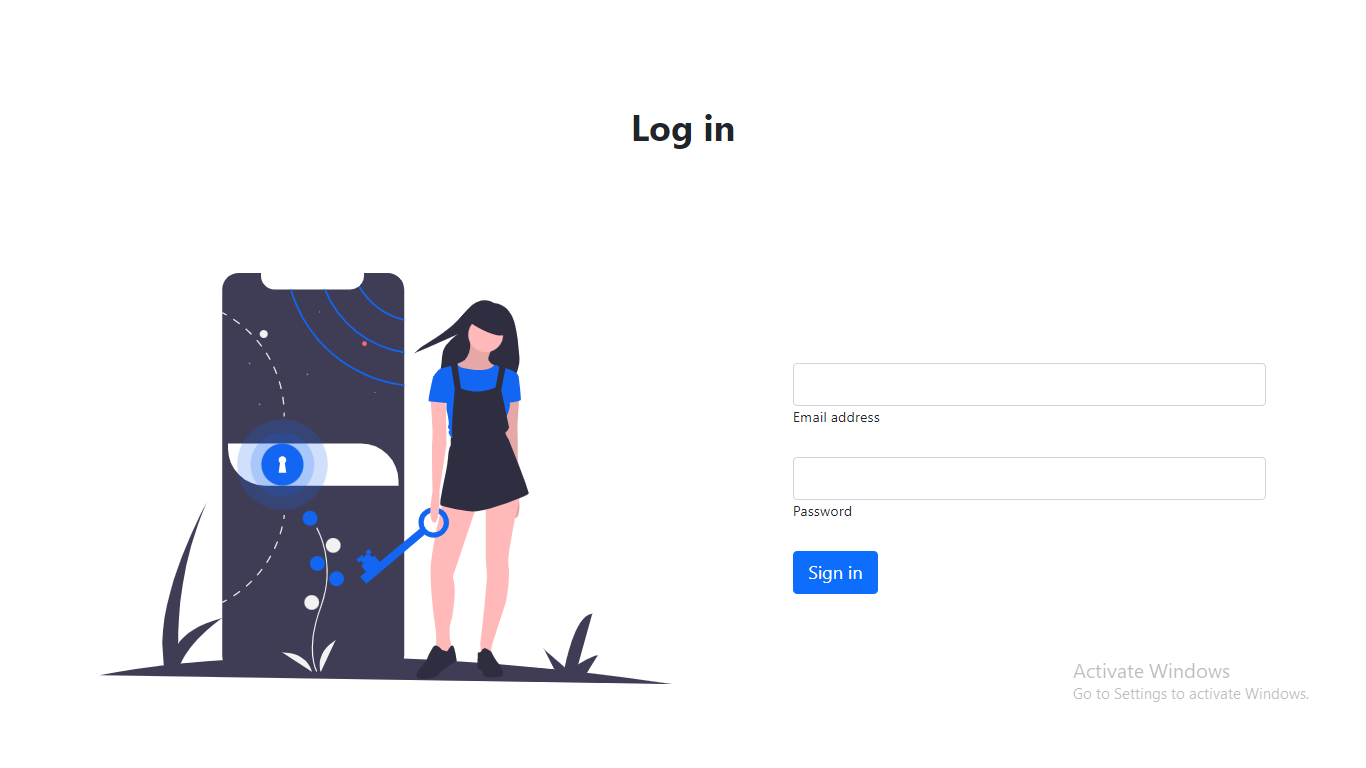 Log in
Email address
Password
Sign in
Activate Windows
Go to Settings to activate Windows.